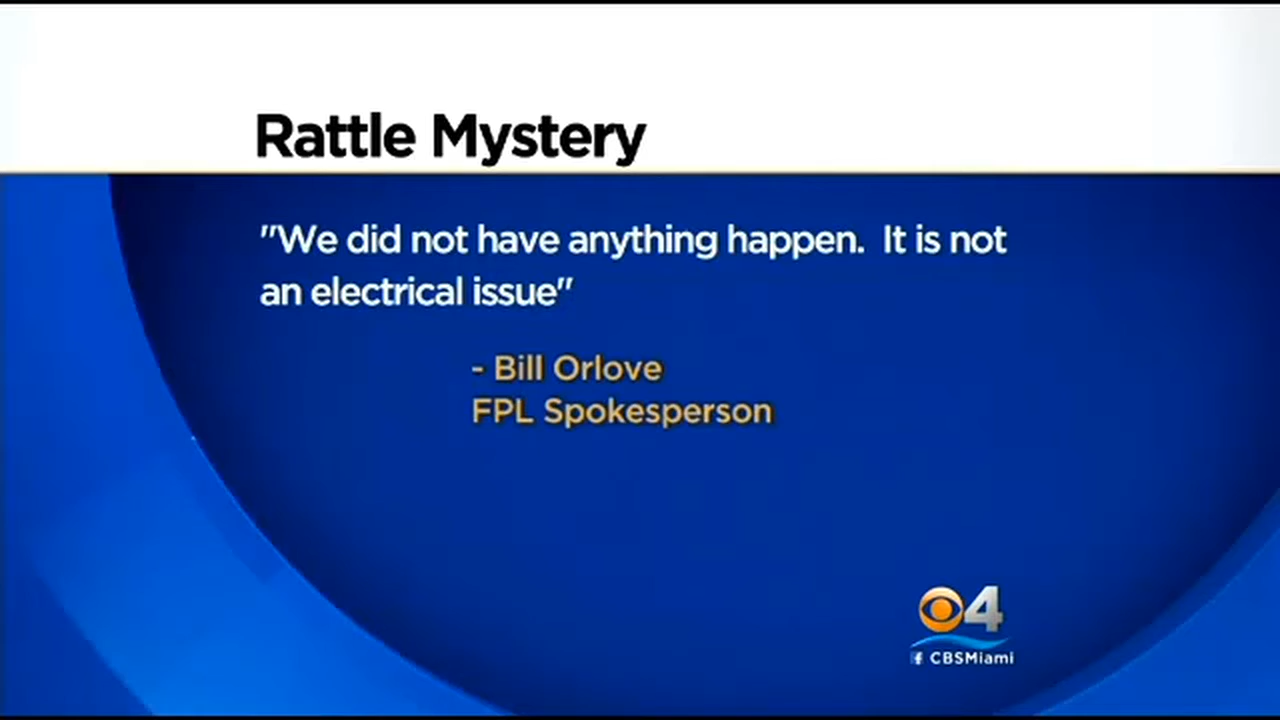 Rattle Mystery
"We did not have anything happen.  It is not
an electrical issue"
- Bill Orlove
FPL Spokesperson
4
f CBSMiami